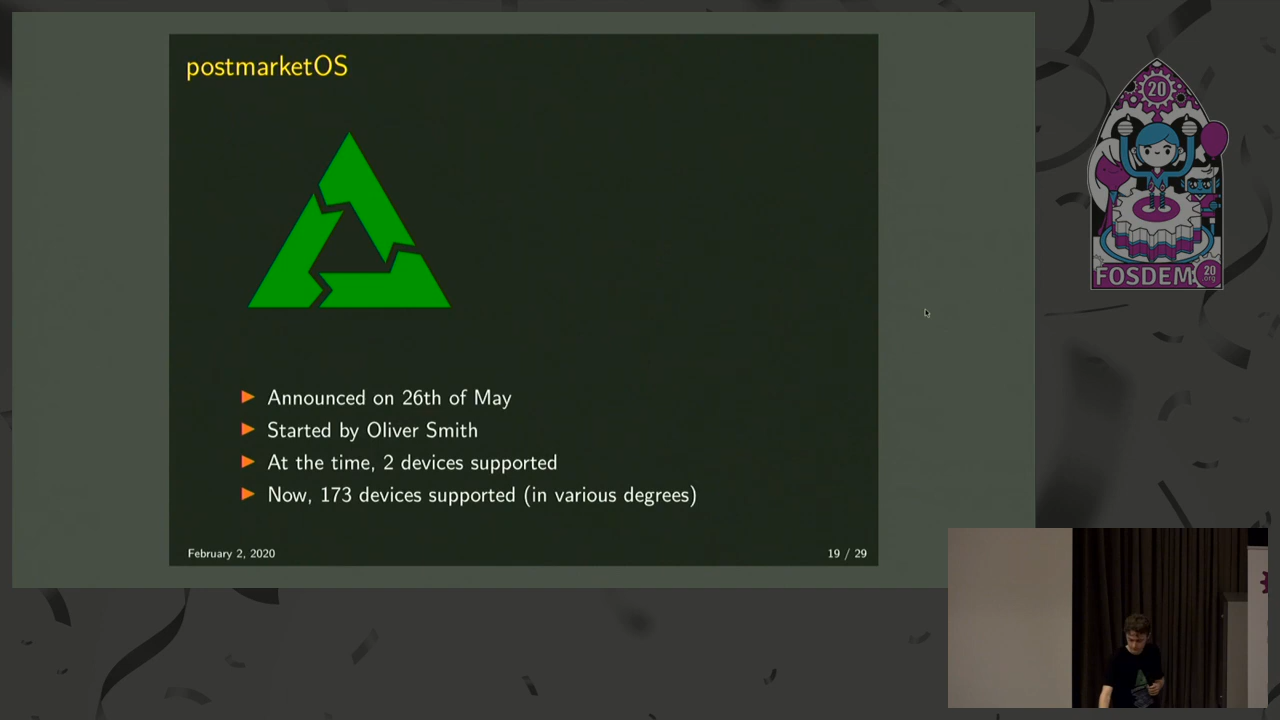 postmarketOS
Announced on 26th of May
Started by Oliver Smith
At the time, 2 devices supported
Now, 173 devices supported (in various degrees)
February 2, 2020
19 / 29
20
FOSDEM
20
.org